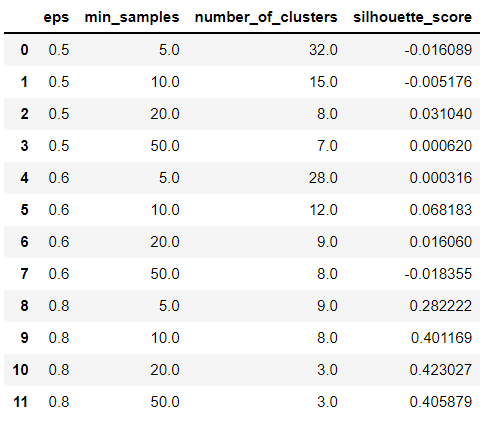 eps min_samples number_of_clusters silhouette_score
0 0.5 5.0 32.0 -0.016089
1 0.5 10.0 15.0 -0.005176
2 0.5 20.0 8.0 0.031040
3 0.5 50.0 7.0 0.000620
4 0.6 5.0 28.0 0.000316
5 0.6 10.0 12.0 0.068183
6 0.6 20.0 9.0 0.016060
7 0.6 50.0 8.0 -0.018355
8 0.8 5.0 9.0 0.282222
9 0.8 10.0 8.0 0.401169
10 0.8 20.0 3.0 0.423027
11 0.8 50.0 3.0 0.405879